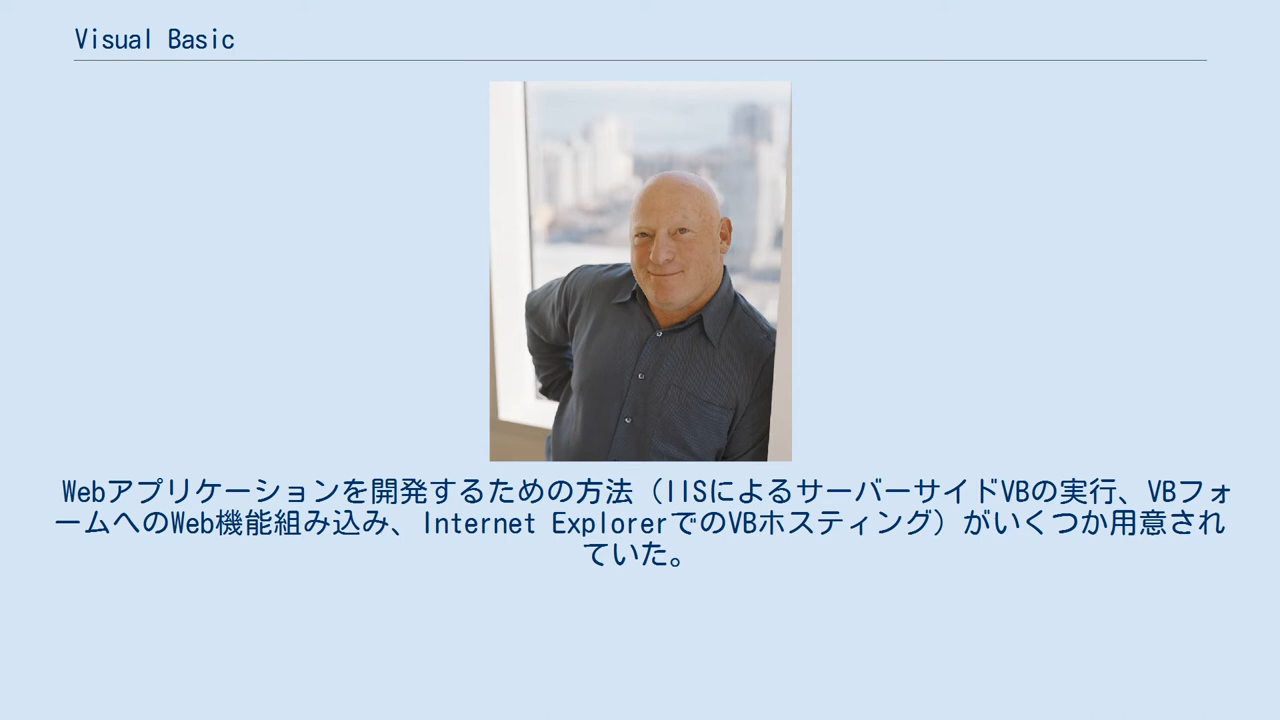 Visual Basic
Webアプリケーションを開発するための方法（IISによるサーバーサイドVBの実行、VBフォ
ームへのWeb機能組み込み、Internet ExplorerでのVBホスティング）がいくつか用意され
ていた。